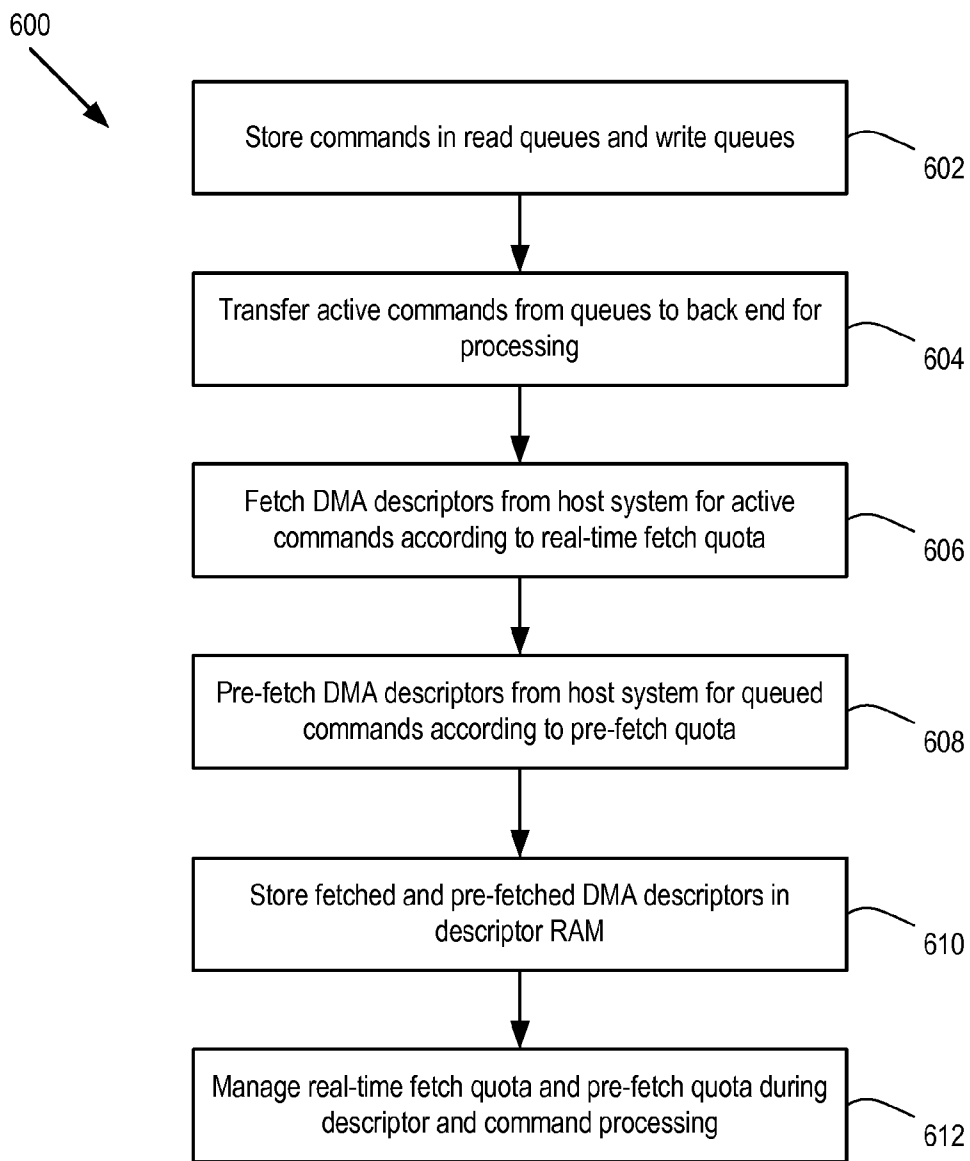 600
Store commands in read queues and write queues
602
Transfer active commands from queues to back end for
processing
604
Fetch DMA descriptors from host system for active
commands according to real-time fetch quota
606
Pre-fetch DMA descriptors from host system for queued
commands according to pre-fetch quota
608
Store fetched and pre-fetched DMA descriptors in
descriptor RAM
610
Manage real-time fetch quota and pre-fetch quota during
descriptor and command processing
612